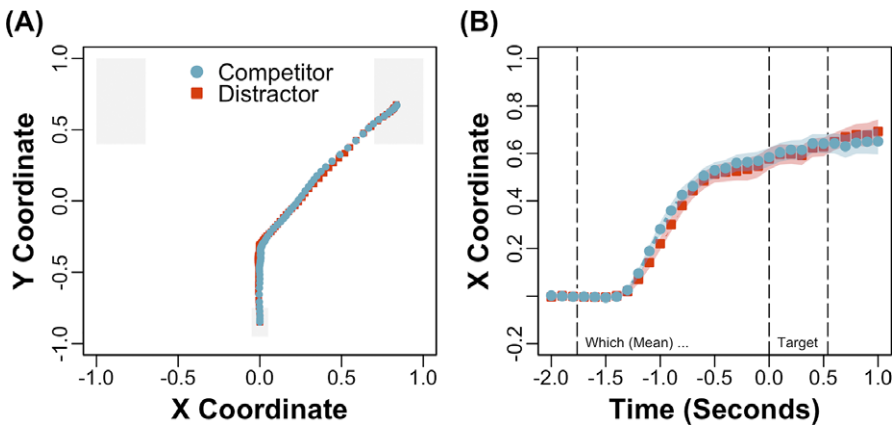 (A)
Competitor
Distractor
Y Coordinate
1.0
0.5
0.0
-0.5
-1.0
-1.0
-0.5
0.0
0.5
1.0
X Coordinate
(B)
X Coordinate
1.0
0.8
0.6
0.4
0.2
-0.2
Which (Mean) ...
Target
-2.0
-1.5
-1.0
-0.5
0.0
0.5
1.0
Time (Seconds)